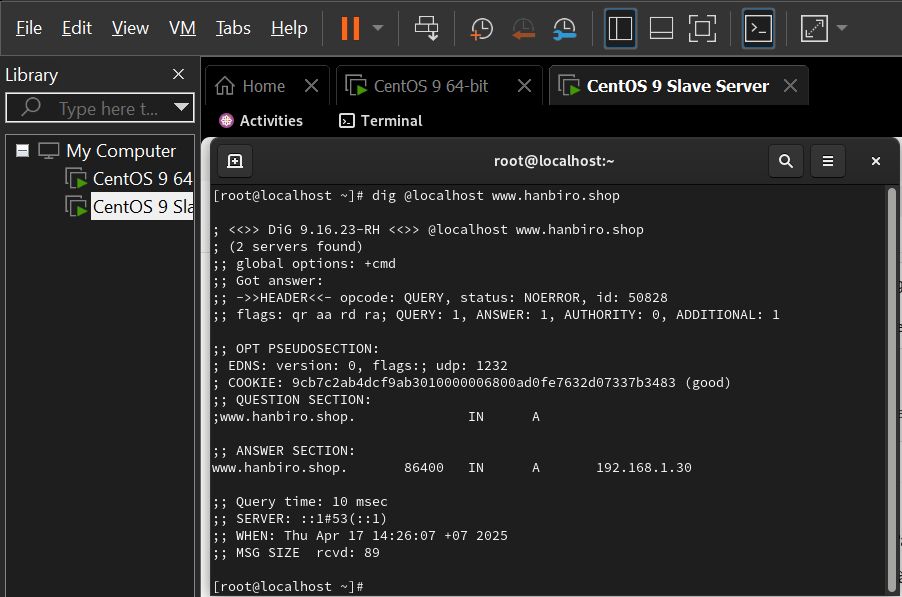 File Edit View VM Tabs Help
Library
Type here t...
My Computer
CentOS 9 64
CentOS 9 Sla
Home CentOS 9 64-bit CentOS 9 Slave Server
Activities Terminal
root@localhost:~
[root@localhost ~]# dig @localhost www.hanbiro.shop
; <<>> DiG 9.16.23-RH <<>> @localhost www.hanbiro.shop
; (2 servers found)
;; global options: +cmd
;; Got answer:
;; ->>HEADER<<- opcode: QUERY, status: NOERROR, id: 50828
;; flags: qr aa rd ra; QUERY: 1, ANSWER: 1, AUTHORITY: 0, ADDITIONAL: 1
;; OPT PSEUDOSECTION:
; EDNS: version: 0, flags:; udp: 1232
; COOKIE: 9cb7c2ab4dcf9ab3010000006800ad0fe7632d07337b3483 (good)
;; QUESTION SECTION:
;www.hanbiro.shop. IN A
;; ANSWER SECTION:
www.hanbiro.shop. 86400 IN A 192.168.1.30
;; Query time: 10 msec
;; SERVER: ::1#53(::1)
;; WHEN: Thu Apr 17 14:26:07 +07 2025
;; MSG SIZE rcvd: 89
[root@localhost ~]#